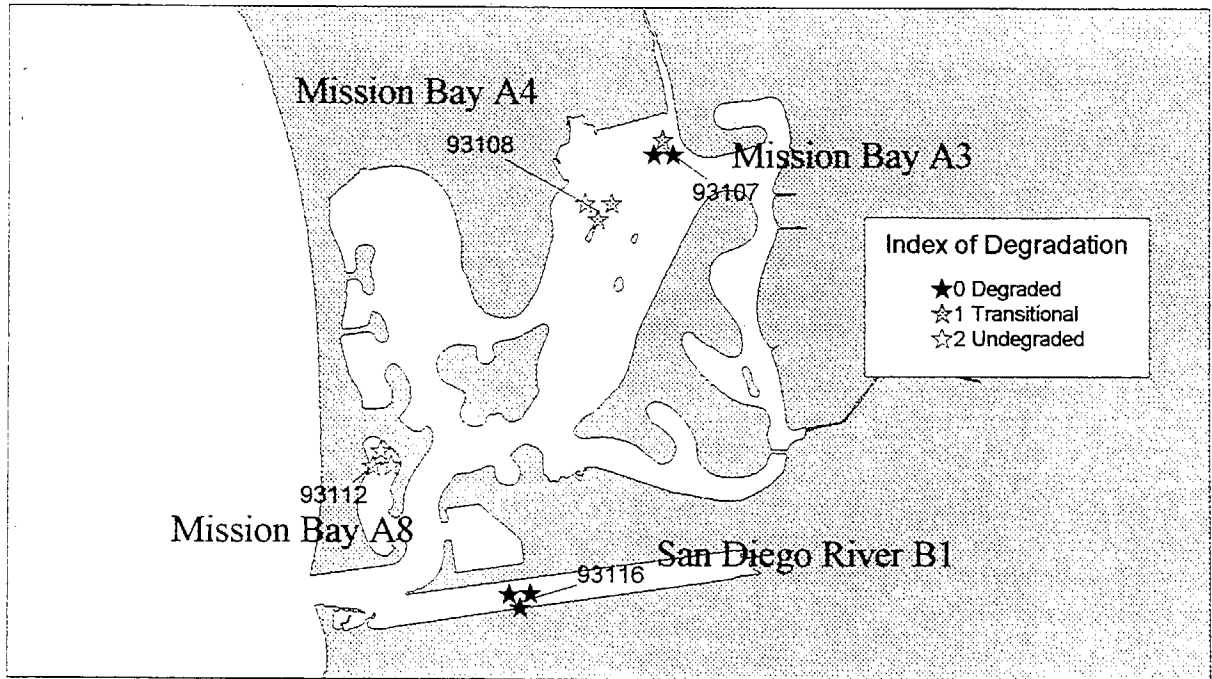 Mission Bay A4
93108
Mission Bay A3
93107
Index of Degradation
0 Degraded
1 Transitional
2 Undegraded
93112
Mission Bay A8
San Diego River B1
93116